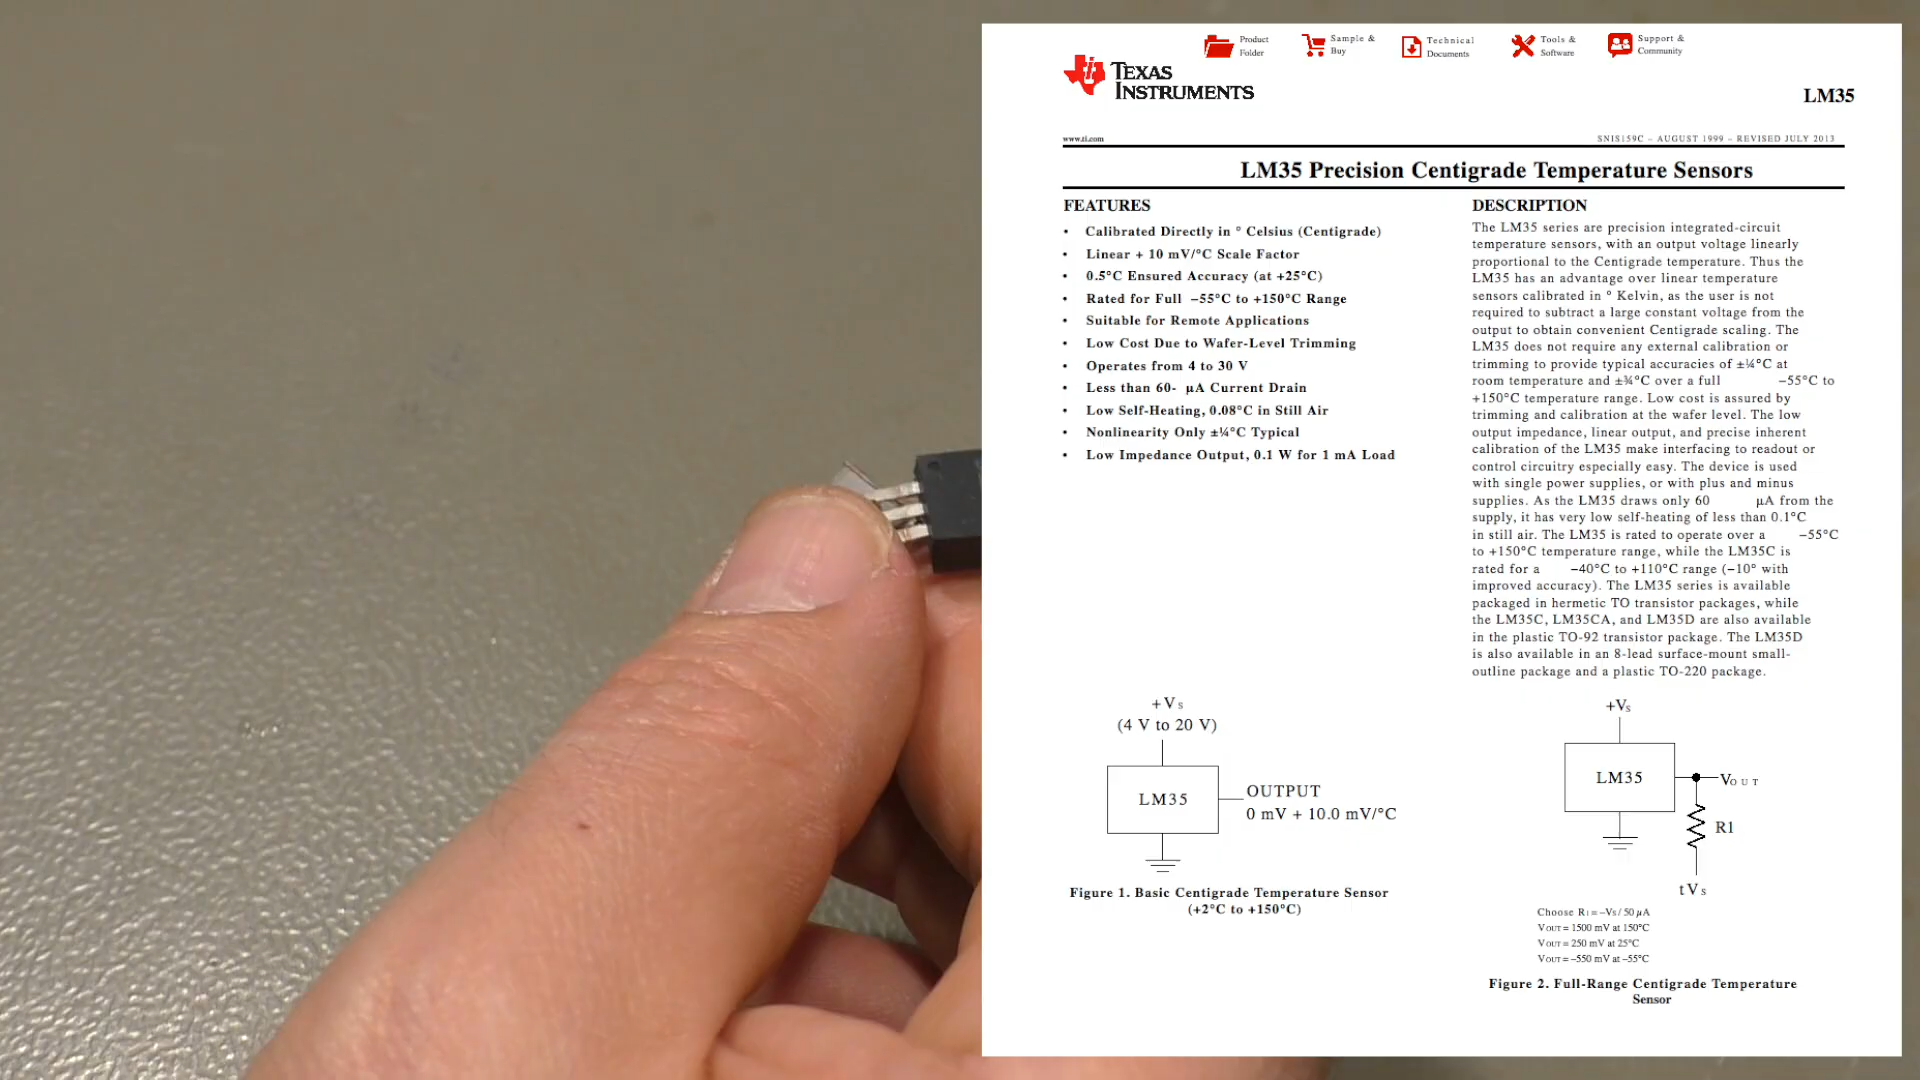 Product
Folder
Sample &
Buy
Technical
Documents
Tools &
Software
Support &
Community
TEXAS
INSTRUMENTS
LM35
www.ti.com
SNIS159C – AUGUST 1999 – REVISED JULY 2013
LM35 Precision Centigrade Temperature Sensors
FEATURES
• Calibrated Directly in ° Celsius (Centigrade)
• Linear + 10 mV/°C Scale Factor
• 0.5°C Ensured Accuracy (at +25°C)
• Rated for Full −55°C to +150°C Range
• Suitable for Remote Applications
• Low Cost Due to Wafer-Level Trimming
• Operates from 4 to 30 V
• Less than 60- μA Current Drain
• Low Self-Heating, 0.08°C in Still Air
• Nonlinearity Only ±¼°C Typical
• Low Impedance Output, 0.1 W for 1 mA Load
DESCRIPTION
The LM35 series are precision integrated-circuit
temperature sensors, with an output voltage linearly
proportional to the Centigrade temperature. Thus the
LM35 has an advantage over linear temperature
sensors calibrated in ° Kelvin, as the user is not
required to subtract a large constant voltage from the
output to obtain convenient Centigrade scaling. The
LM35 does not require any external calibration or
trimming to provide typical accuracies of ±¼°C at
room temperature and ±¾°C over a full −55°C to
+150°C temperature range. Low cost is assured by
trimming and calibration at the wafer level. The low
output impedance, linear output, and precise inherent
calibration of the LM35 make interfacing to readout or
control circuitry especially easy. The device is used
with single power supplies, or with plus and minus
supplies. As the LM35 draws only 60 μA from the
supply, it has very low self-heating of less than 0.1°C
in still air. The LM35 is rated to operate over a −55°C
to +150°C temperature range, while the LM35C is
rated for a −40°C to +110°C range (−10° with
improved accuracy). The LM35 series is available
packaged in hermetic TO transistor packages, while
the LM35C, LM35CA, and LM35D are also available
in the plastic TO-92 transistor package. The LM35D
is also available in an 8-lead surface-mount small-
outline package and a plastic TO-220 package.
+Vs
(4 V to 20 V)
LM35
OUTPUT
0 mV + 10.0 mV/°C
Figure 1. Basic Centigrade Temperature Sensor
(+2°C to +150°C)
+Vs
LM35
VOUT
R1
tVs
Choose R1 = −Vs / 50 μA
VOUT = 1500 mV at 150°C
VOUT = 250 mV at 25°C
VOUT = −550 mV at −55°C
Figure 2. Full-Range Centigrade Temperature
Sensor